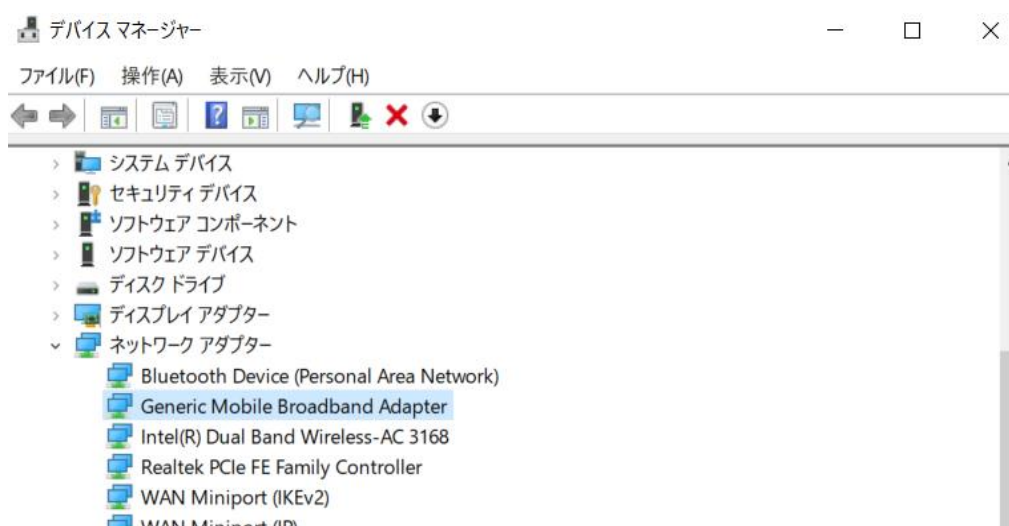 デバイス マネージャー
ファイル(F) 操作(A) 表示(V) ヘルプ(H)
システム デバイス
セキュリティ デバイス
ソフトウェア コンポーネント
ソフトウェア デバイス
ディスク ドライブ
ディスプレイ アダプター
ネットワーク アダプター
Bluetooth Device (Personal Area Network)
Generic Mobile Broadband Adapter
Intel(R) Dual Band Wireless-AC 3168
Realtek PCIe FE Family Controller
WAN Miniport (IKEv2)
WAN Miniport (IP)